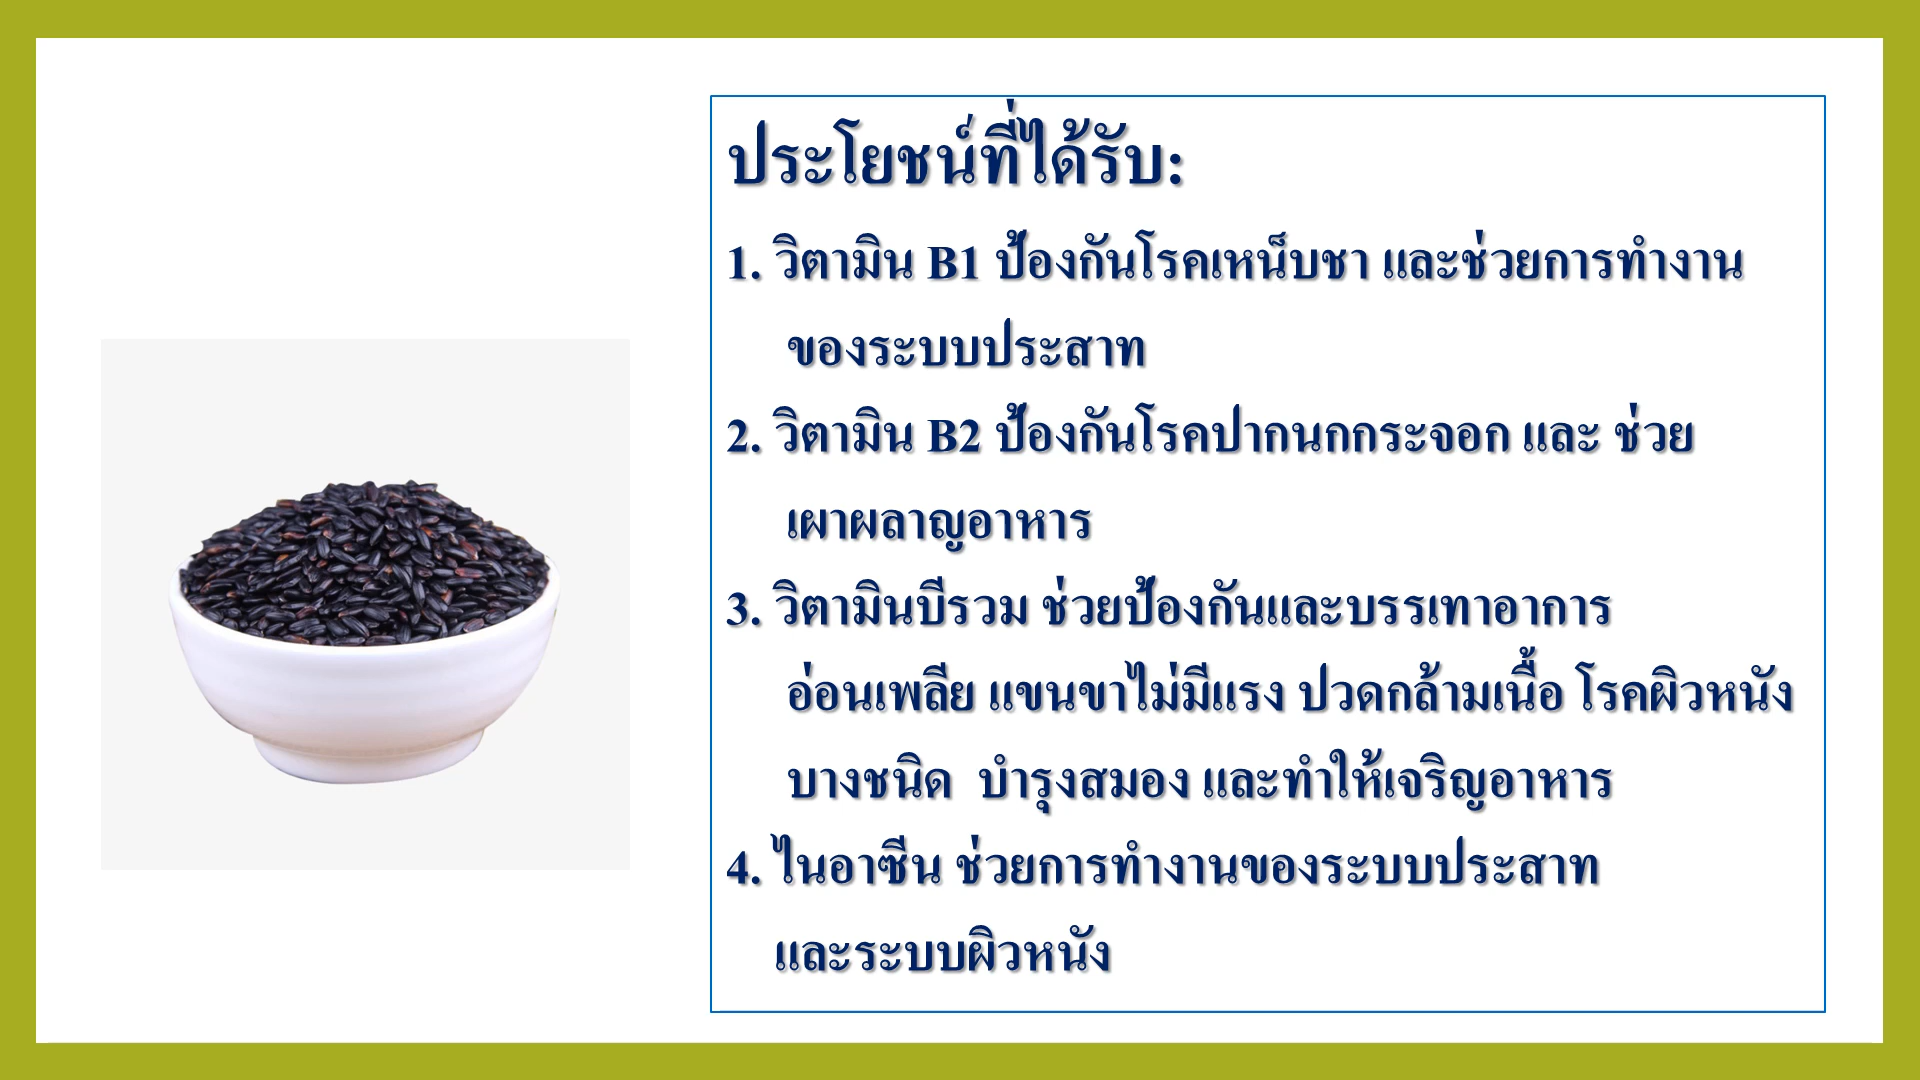 ประโยชน์ที่ได้รับ:
1. วิตามิน B1 ป้องกันโรคเหน็บชา และช่วยการทำงาน
ของระบบประสาท
2. วิตามิน B2 ป้องกันโรคปากนกกระจอก และ ช่วย
เผาผลาญอาหาร
3. วิตามินบีรวม ช่วยป้องกันและบรรเทาอาการ
อ่อนเพลีย แขนขาไม่มีแรง ปวดกล้ามเนื้อ โรคผิวหนัง
บางชนิด บำรุงสมอง และทำให้เจริญอาหาร
4. ไนอาซีน ช่วยการทำงานของระบบประสาท
และระบบผิวหนัง